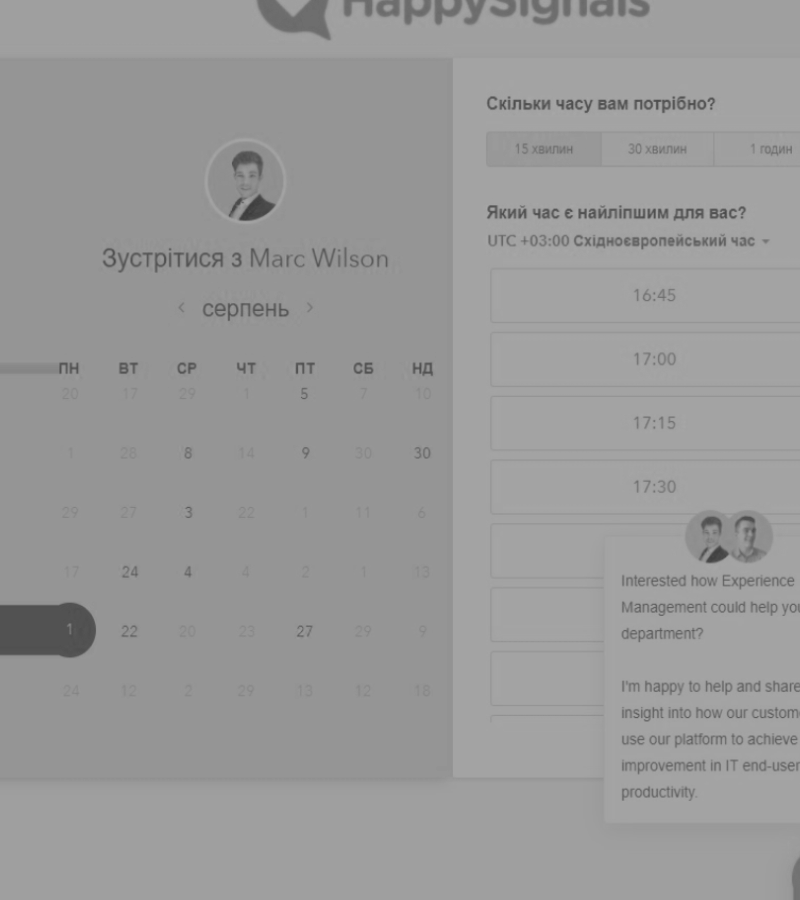 HappySignals
Зустрітися з Marc Wilson
серпень
ПН ВТ СР ЧТ ПТ СБ НД
20 17 29 1 5 7 10
1 28 8 14 9 30 30
29 27 3 22 1 11 6
17 24 4 4 2 1 13
1 22 20 23 27 29 9
24 12 2 29 13 12 18
Скільки часу вам потрібно?
15 хвилин 30 хвилин 1 годин
Який час є найліпшим для вас?
UTC +03:00 Східноєвропейський час
16:45
17:00
17:15
17:30
Interested how Experience
Management could help you
department?
I'm happy to help and share
insight into how our custom
use our platform to achieve
improvement in IT end-user
productivity.